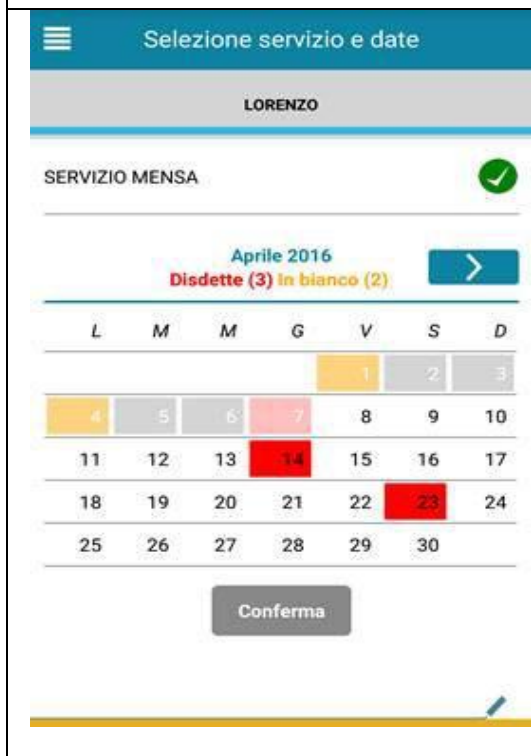 Selezione servizio e date
LORENZO
SERVIZIO MENSA
Aprile 2016
Disdette (3) In bianco (2)
L M M G V S D
1 2 3
4 5 6 7 8 9 10
11 12 13 14 15 16 17
18 19 20 21 22 23 24
25 26 27 28 29 30
Conferma